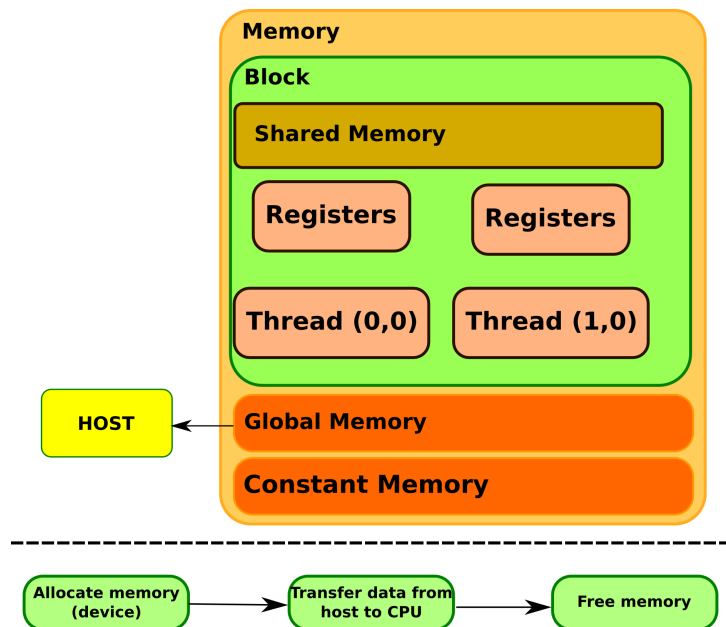 Memory
Block
Shared Memory
Registers
Registers
Thread (0,0)
Thread (1,0)
HOST
Global Memory
Constant Memory
Allocate memory
(device)
Transfer data from
host to CPU
Free memory